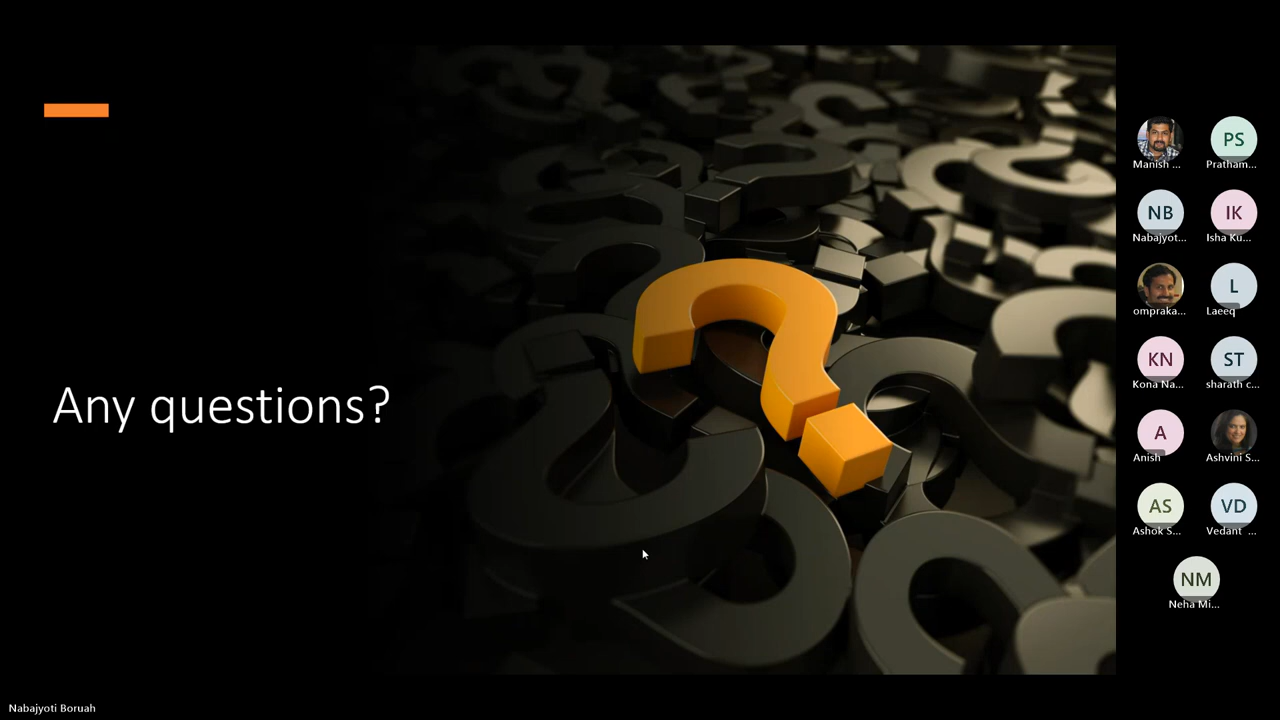 Any questions?
Manish ...
PS
Pratham...
NB
Nabajyot...
IK
Isha Ku...
ompraka...
L
Laeeq
KN
Kona Na...
ST
sharath c...
A
Anish
Ashvini S...
AS
Ashok S...
VD
Vedant ...
NM
Neha Mi...
Nabajyoti Boruah